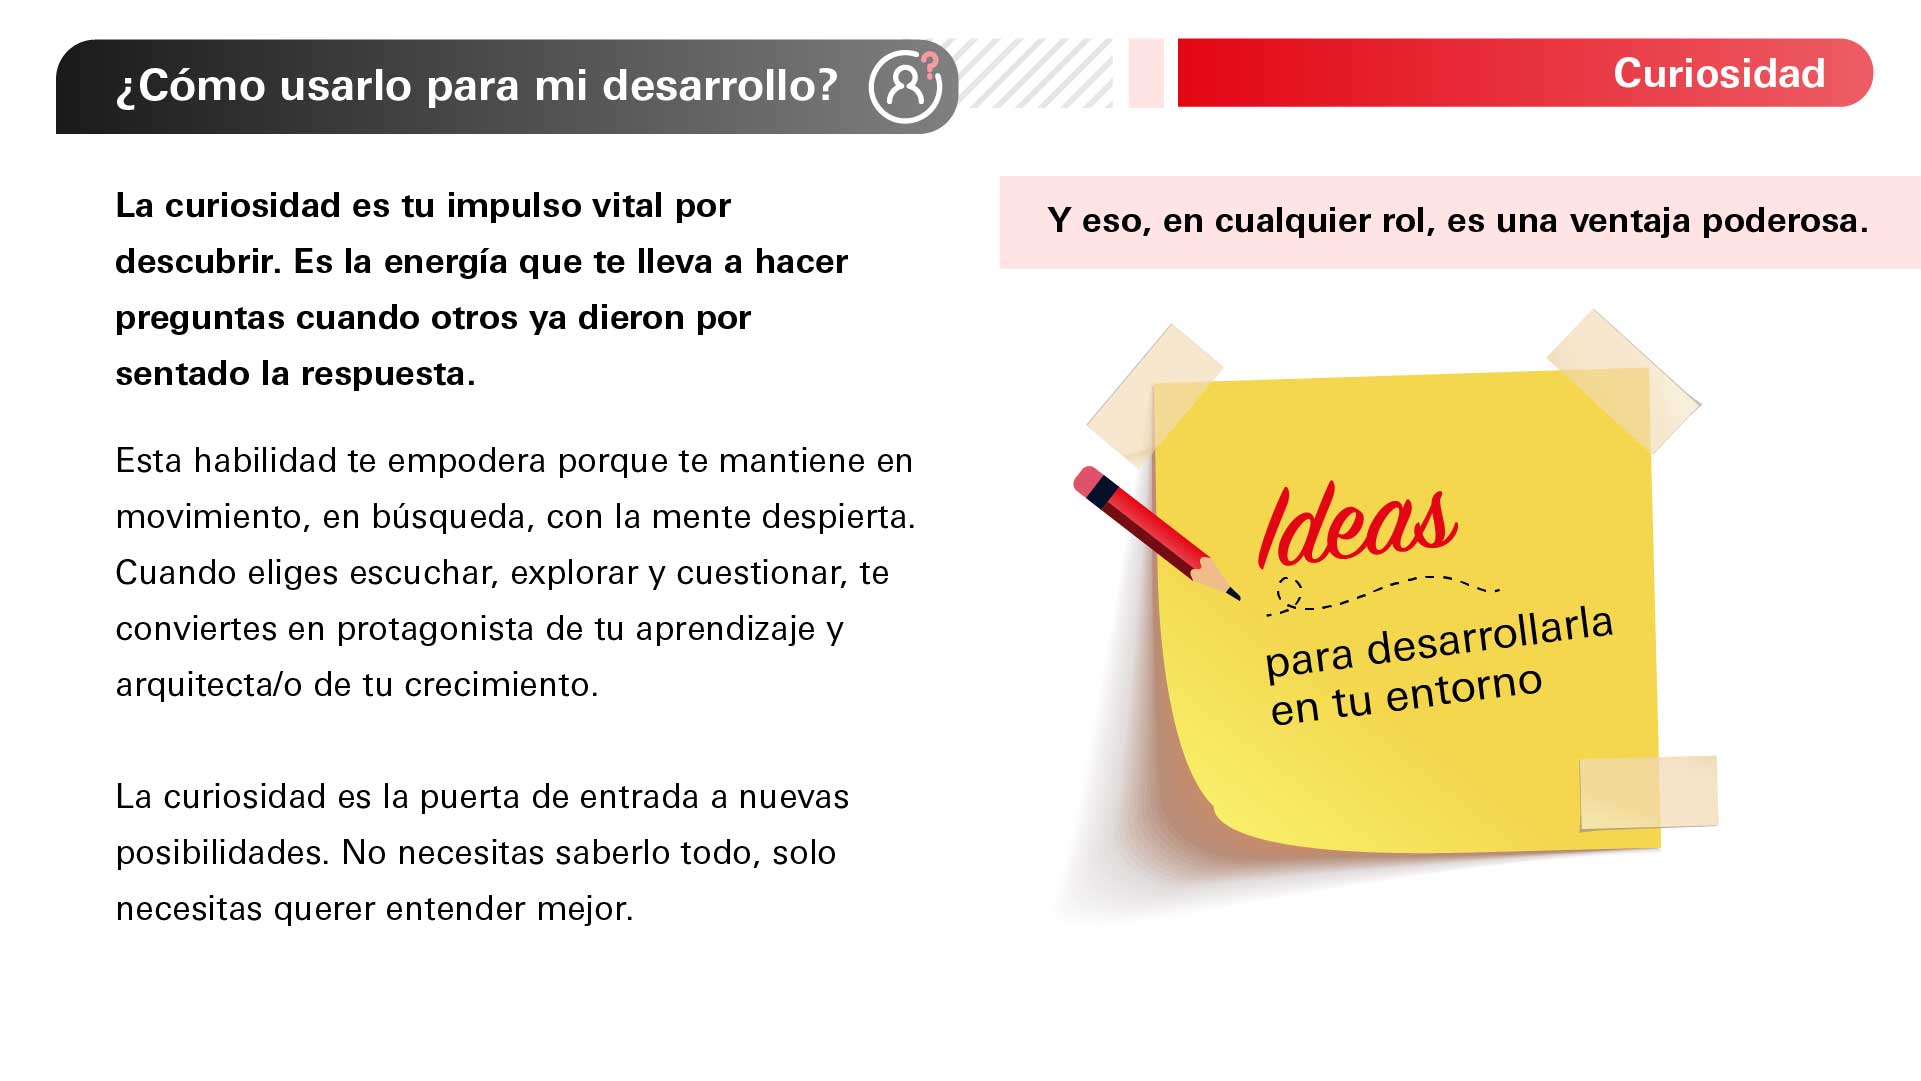 ¿Cómo usarlo para mi desarrollo?
Curiosidad
La curiosidad es tu impulso vital por
descubrir. Es la energía que te lleva a hacer
preguntas cuando otros ya dieron por
sentado la respuesta.
Esta habilidad te empodera porque te mantiene en
movimiento, en búsqueda, con la mente despierta.
Cuando eliges escuchar, explorar y cuestionar, te
conviertes en protagonista de tu aprendizaje y
arquitecta/o de tu crecimiento.
La curiosidad es la puerta de entrada a nuevas
posibilidades. No necesitas saberlo todo, solo
necesitas querer entender mejor.
Y eso, en cualquier rol, es una ventaja poderosa.
Ideas
para desarrollarla
en tu entorno